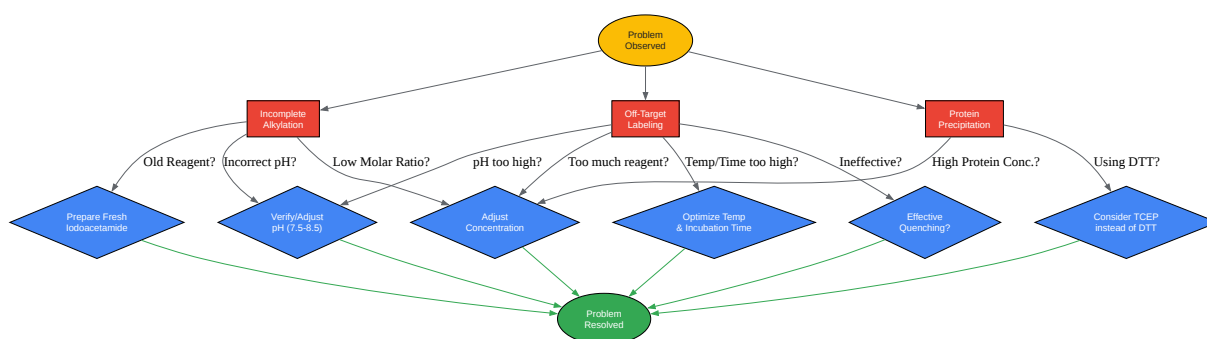 Problem
Observed
Incomplete
Alkylation
Off-Target
Labeling
Protein
Precipitation
Old Reagent?
Incorrect pH?
Low Molar Ratio?
pH too high?
Too much reagent?
Temp/Time too high?
Ineffective?
High Protein Conc.?
Using DTT?
Prepare Fresh
Iodoacetamide
Verify/Adjust
pH (7.5-8.5)
Adjust
Concentration
Optimize Temp
& Incubation Time
Effective
Quenching?
Consider TCEP
instead of DTT
Problem
Resolved